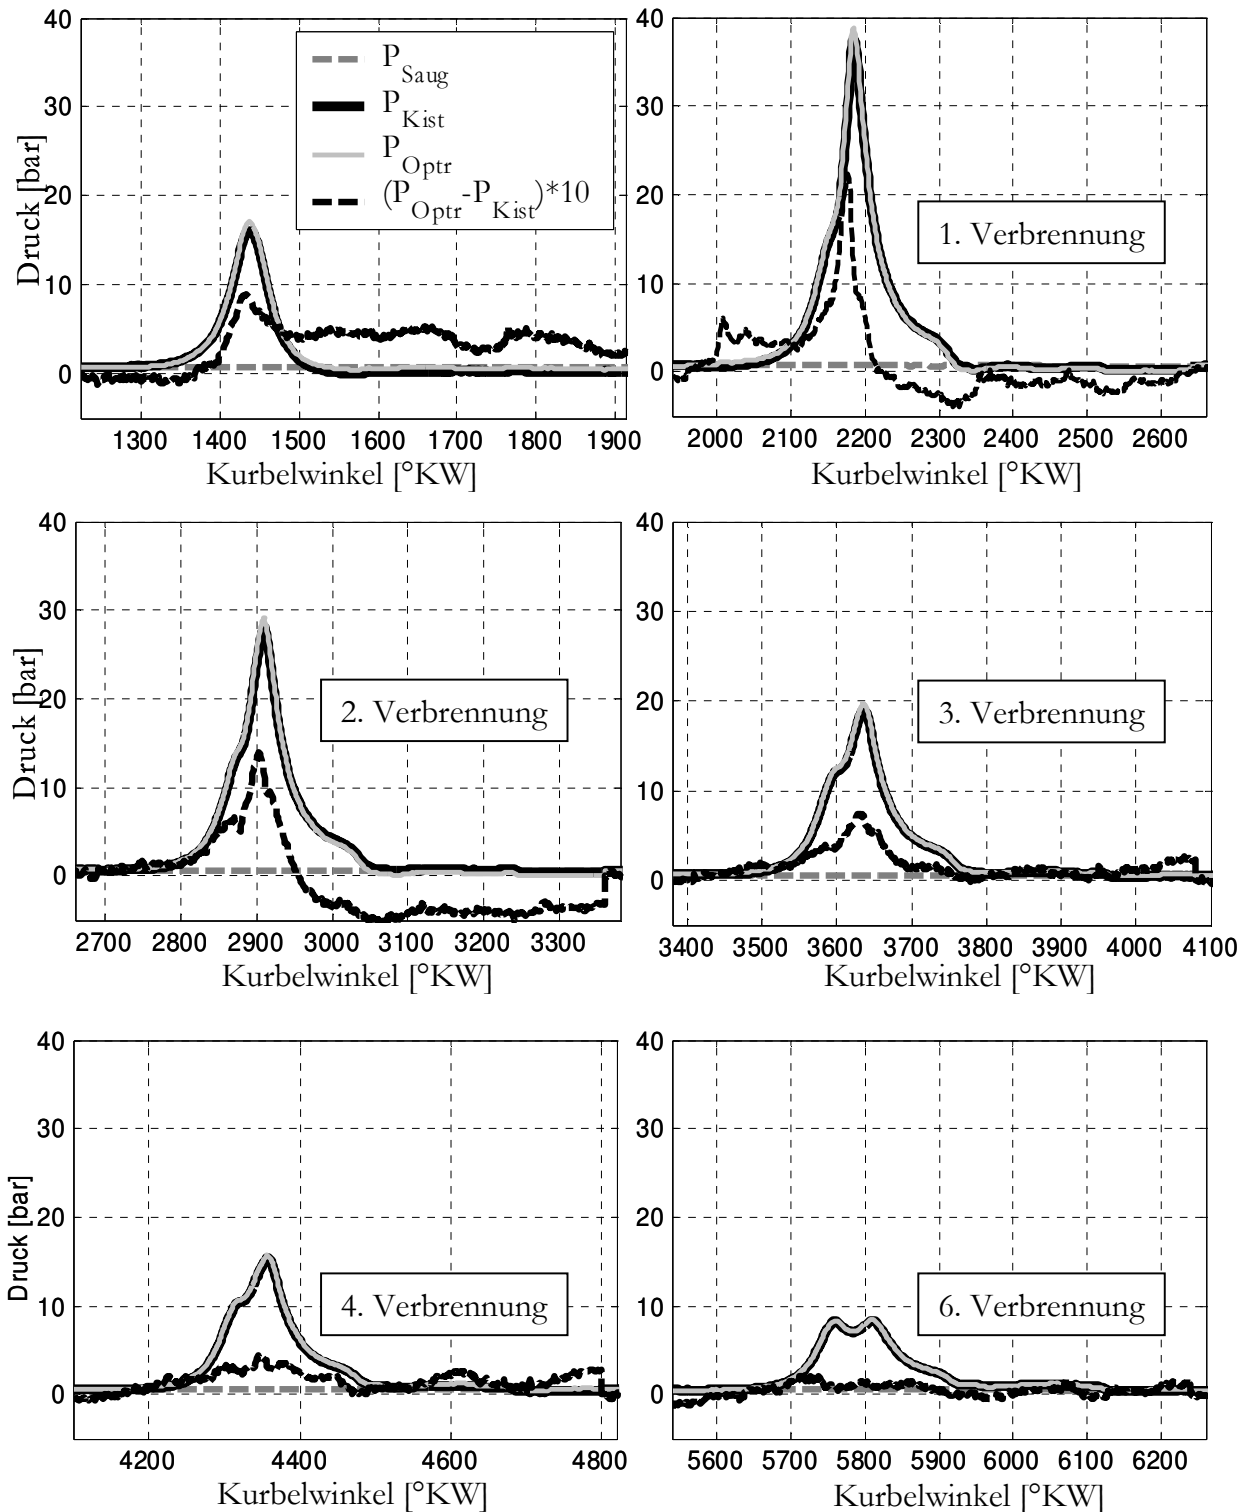 40
30
20
10
0
Druck [bar]
P_Saug
P_Kist
P_Optr
(P_Optr-P_Kist)*10
1300 1400 1500 1600 1700 1800 1900
Kurbelwinkel [°KW]
40
30
20
10
0
1. Verbrennung
2000 2100 2200 2300 2400 2500 2600
Kurbelwinkel [°KW]
40
30
20
10
0
Druck [bar]
2. Verbrennung
2700 2800 2900 3000 3100 3200 3300
Kurbelwinkel [°KW]
40
30
20
10
0
3. Verbrennung
3400 3500 3600 3700 3800 3900 4000 4100
Kurbelwinkel [°KW]
40
30
20
10
0
Druck [bar]
4. Verbrennung
4200 4400 4600 4800
Kurbelwinkel [°KW]
40
30
20
10
0
6. Verbrennung
5600 5700 5800 5900 6000 6100 6200
Kurbelwinkel [°KW]